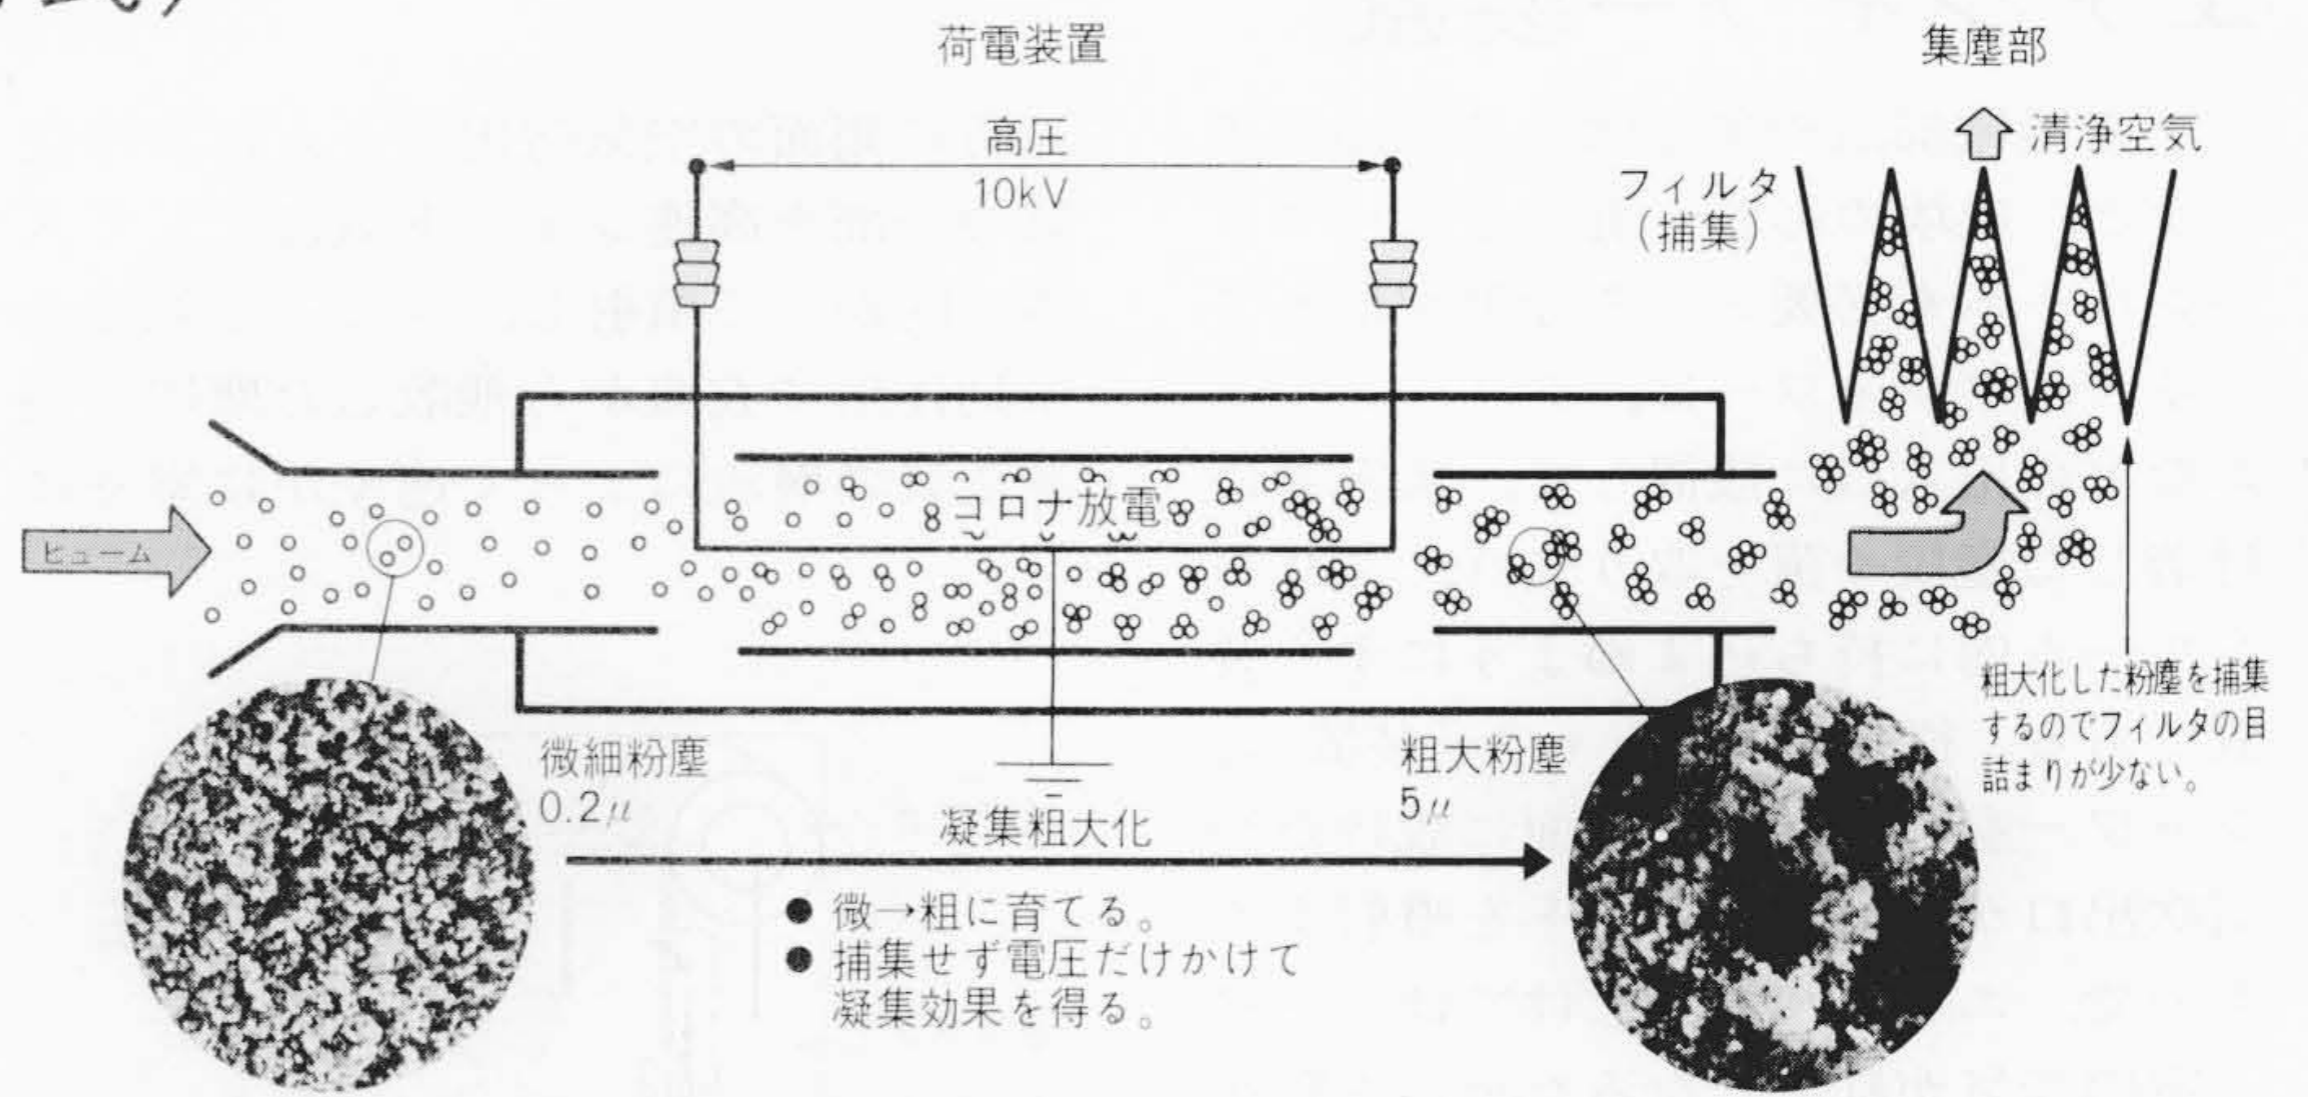 荷電装置
集塵部
高圧
10kV
清浄空気
フィルタ
(捕集)
コロナ放電
ヒューム
微細粉塵
0.2μ
粗大粉塵
5μ
粗大化した粉塵を捕集
するのでフィルタの目
詰まりが少ない。
凝集粗大化
● 微→粗に育てる。
● 捕集せず電圧だけかけて
凝集効果を得る。